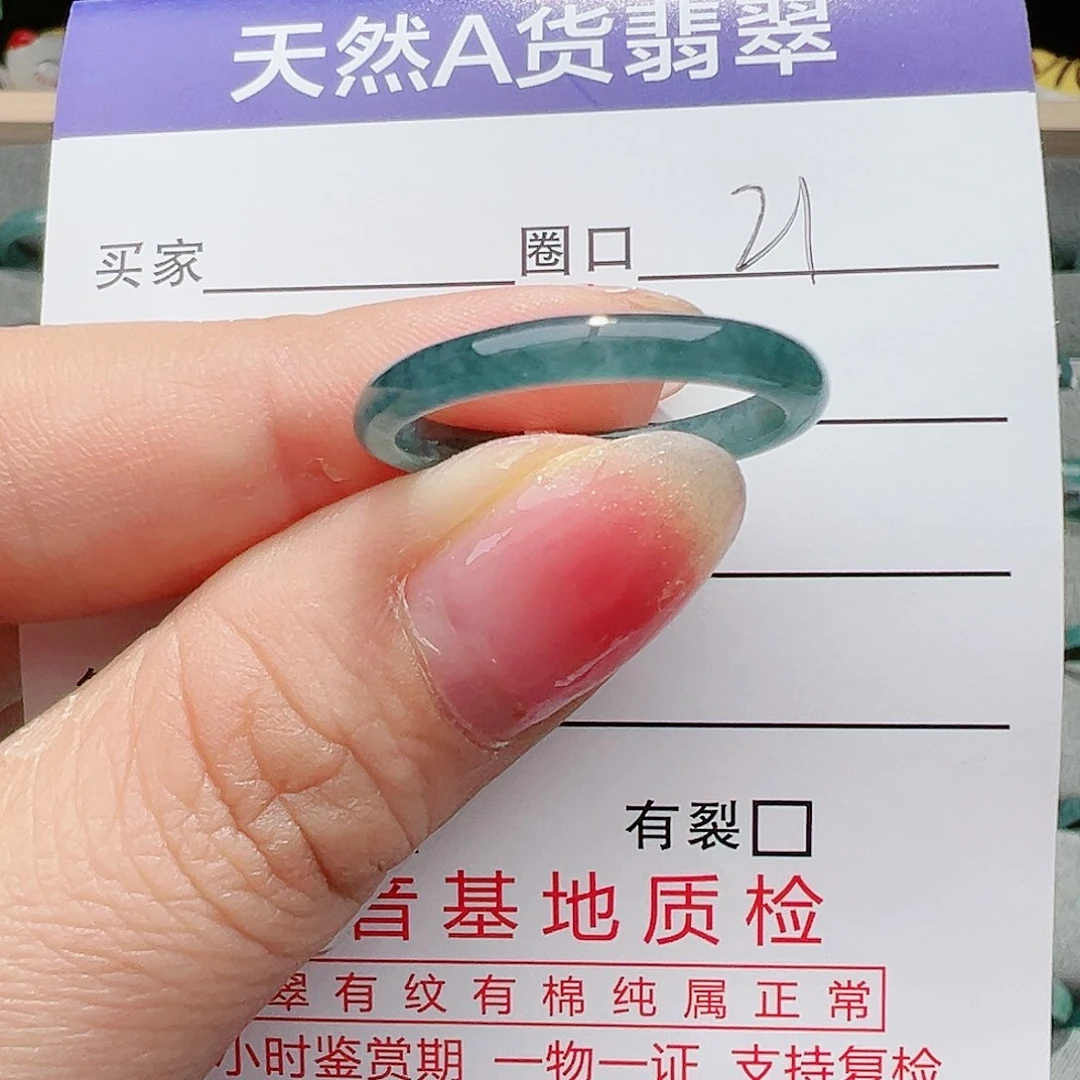 天然A货翡翠
买家 圈口 21
有裂
音基地质检
翠有纹有棉纯属正常
小时鉴赏期 一物一证 支持复检